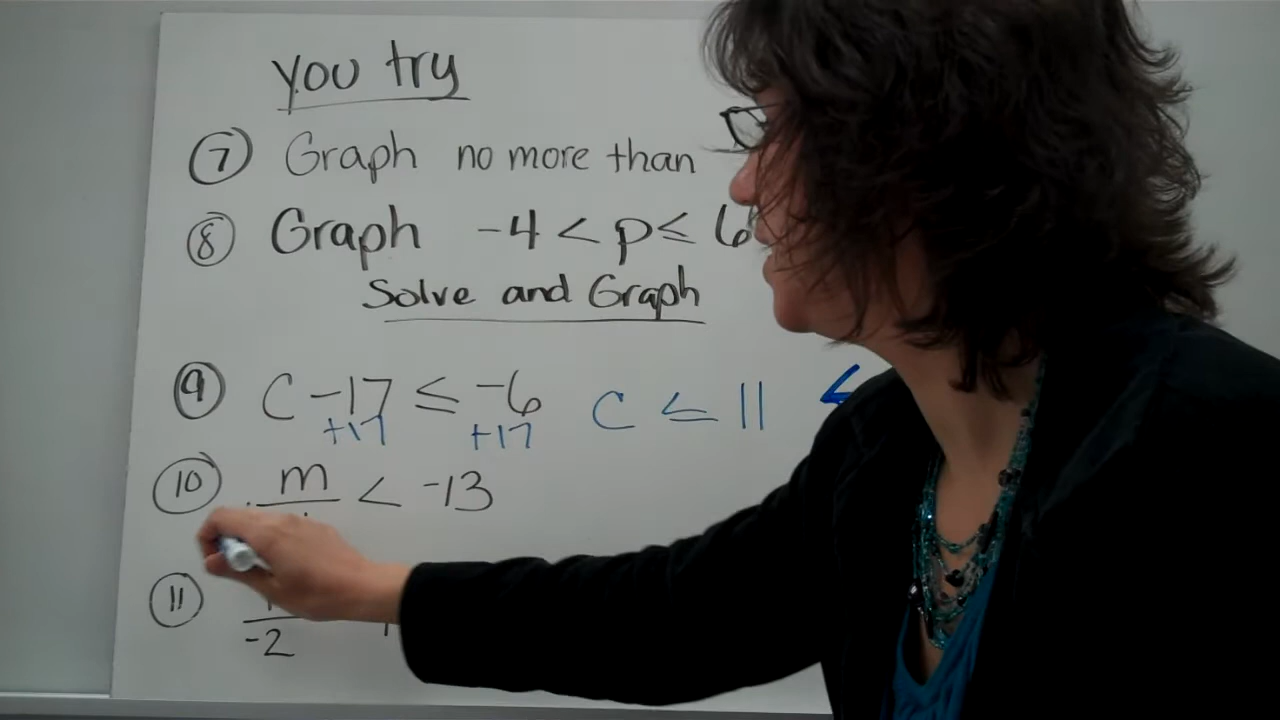 you try
⑦ Graph no more than
⑧ Graph -4 < p ≤ 6
Solve and Graph
⑨ C -17 ≤ -6 C ≤ 11
+17 +17
⑩ m < -13
⑪
-2